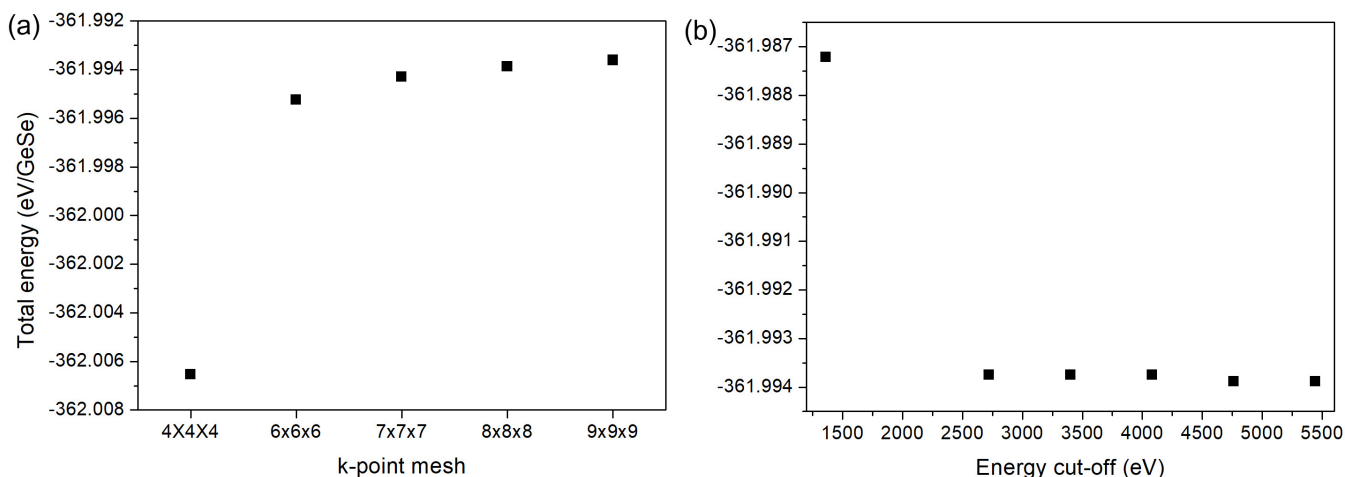 (a)
-361.992
-361.994
-361.996
-361.998
-362.000
-362.002
-362.004
-362.006
-362.008
Total energy (eV/GeSe)
4X4X4 6x6x6 7x7x7 8x8x8 9x9x9
k-point mesh
(b)
-361.987
-361.988
-361.989
-361.990
-361.991
-361.992
-361.993
-361.994
1500 2000 2500 3000 3500 4000 4500 5000 5500
Energy cut-off (eV)